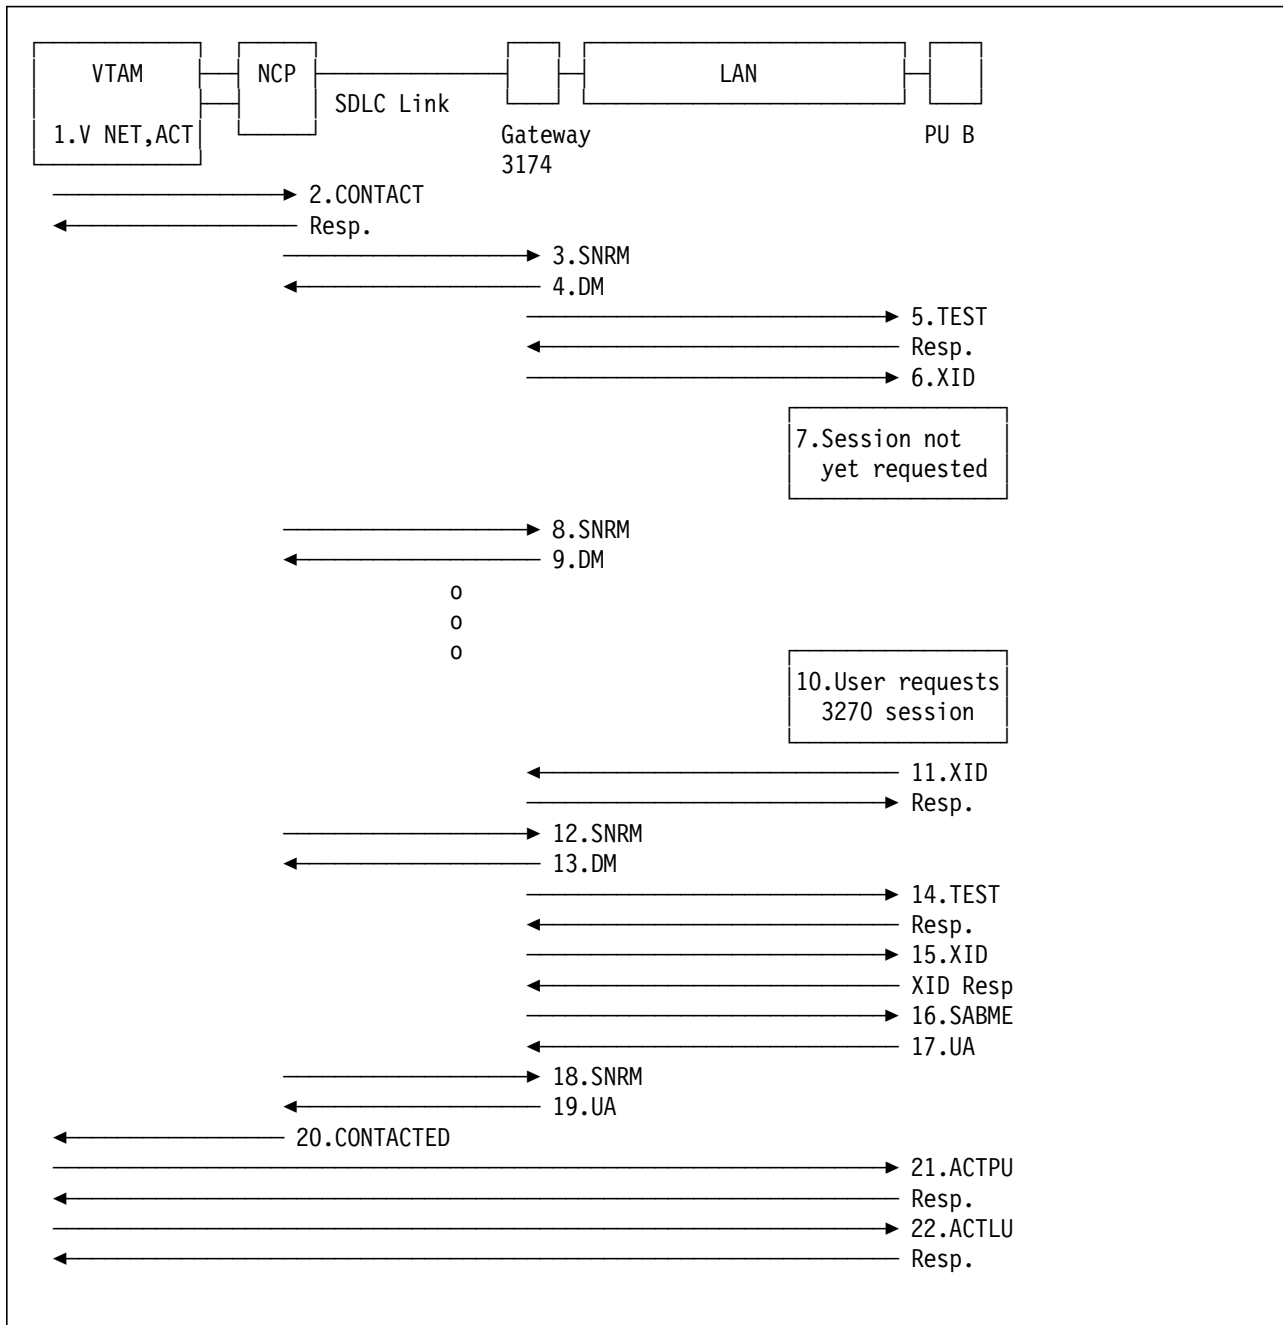 VTAM NCP LAN
SDLC Link
1.V NET,ACT Gateway PU B
3174
2.CONTACT
Resp.
3.SNRM
4.DM
5.TEST
Resp.
6.XID
7.Session not
yet requested
8.SNRM
9.DM
o
o
o
10.User requests
3270 session
11.XID
Resp.
12.SNRM
13.DM
14.TEST
Resp.
15.XID
XID Resp
16.SABME
17.UA
18.SNRM
19.UA
20.CONTACTED
21.ACTPU
Resp.
22.ACTLU
Resp.